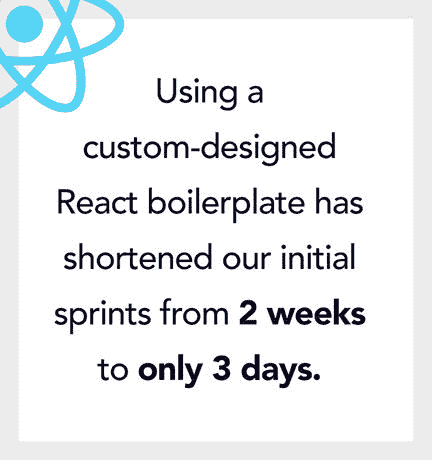 Using a
custom-designed
React boilerplate has
shortened our initial
sprints from 2 weeks
to only 3 days.